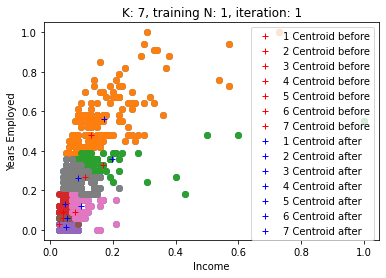 K: 7, training N: 1, iteration: 1
Years Employed
1.0
0.8
0.6
0.4
0.2
0.0
1 Centroid before
2 Centroid before
3 Centroid before
4 Centroid before
5 Centroid before
6 Centroid before
7 Centroid before
1 Centroid after
2 Centroid after
3 Centroid after
4 Centroid after
5 Centroid after
6 Centroid after
7 Centroid after
0.0 0.2 0.4 0.6 0.8 1.0
Income